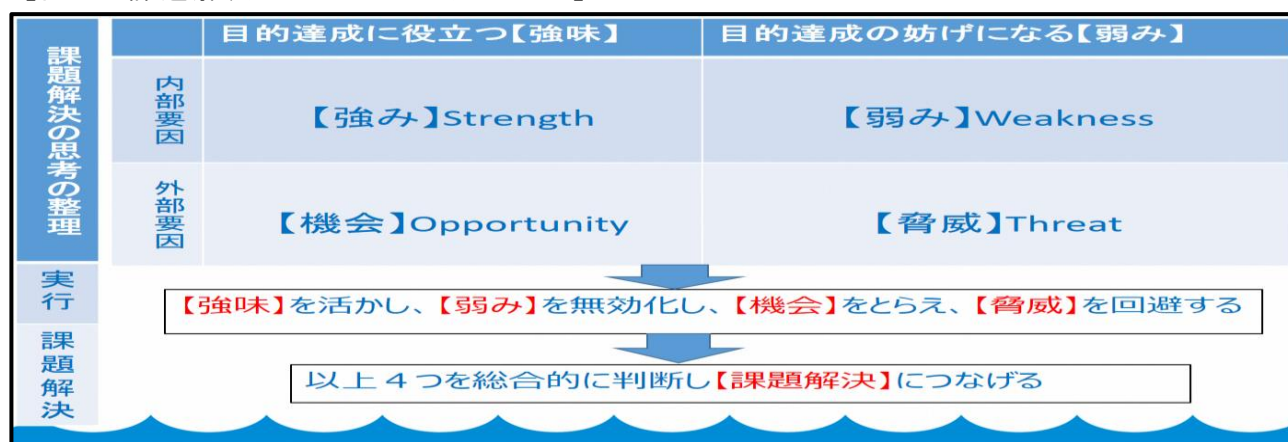 目的達成に役立つ【強味】
目的達成の妨げになる【弱み】
課題解決の思考の整理
内部要因
【強み】Strength
【弱み】Weakness
外部要因
【機会】Opportunity
【脅威】Threat
実行
【強味】を活かし、【弱み】を無効化し、【機会】をとらえ、【脅威】を回避する
課題解決
以上4つを総合的に判断し【課題解決】につなげる